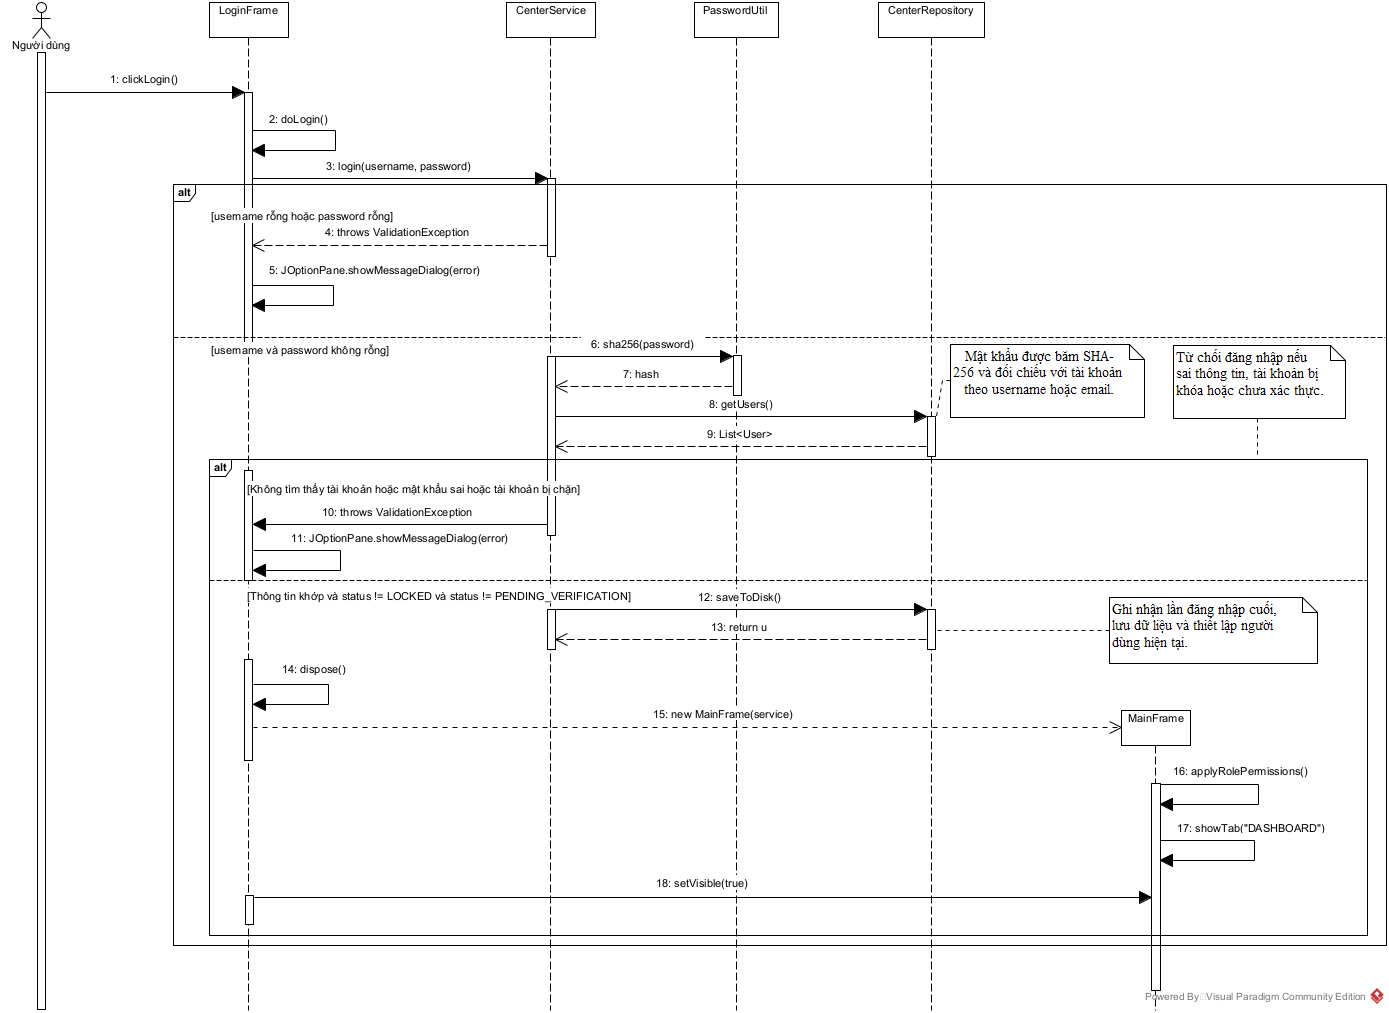 LoginFrame
CenterService
PasswordUtil
CenterRepository
Người dùng
1: clickLogin()
2: doLogin()
3: login(username, password)
alt
[username rỗng hoặc password rỗng]
4: throws ValidationException
5: JOptionPane.showMessageDialog(error)
[username và password không rỗng]
6: sha256(password)
7: hash
8: getUsers()
9: List<User>
Mật khẩu được băm SHA-
256 và đối chiếu với tài khoản
theo username hoặc email.
Từ chối đăng nhập nếu
sai thông tin, tài khoản bị
khóa hoặc chưa xác thực.
alt
[Không tìm thấy tài khoản hoặc mật khẩu sai hoặc tài khoản bị chặn]
10: throws ValidationException
11: JOptionPane.showMessageDialog(error)
[Thông tin khớp và status != LOCKED và status != PENDING_VERIFICATION]
12: saveToDisk()
13: return u
Ghi nhận lần đăng nhập cuối,
lưu dữ liệu và thiết lập người
dùng hiện tại.
14: dispose()
15: new MainFrame(service)
MainFrame
16: applyRolePermissions()
17: showTab("DASHBOARD")
18: setVisible(true)
Powered By Visual Paradigm Community Edition